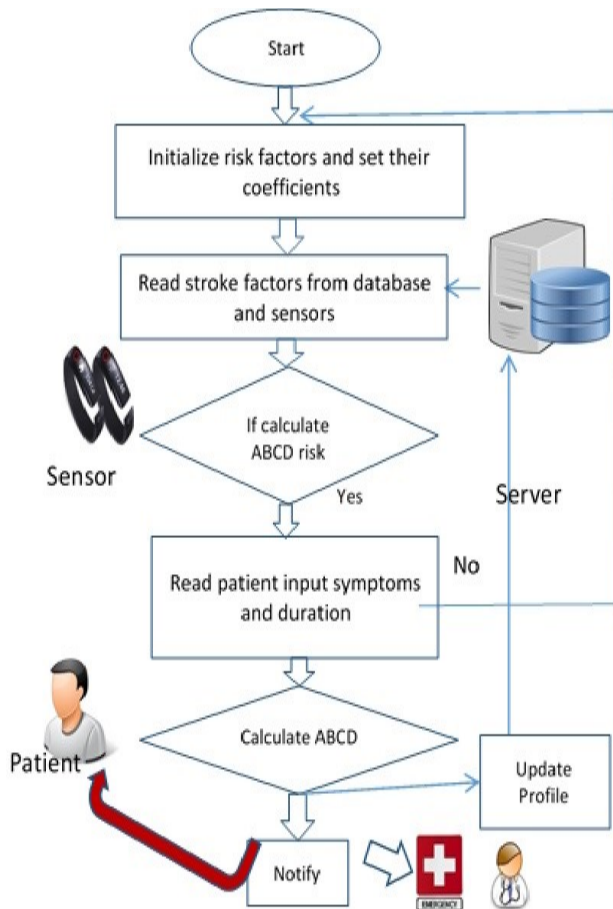 Start
Initialize risk factors and set their
coefficients
Read stroke factors from database
and sensors
If calculate
ABCD risk
Sensor
Yes
Server
No
Read patient input symptoms
and duration
Calculate ABCD
Patient
Update
Profile
Notify
EMERGENCY